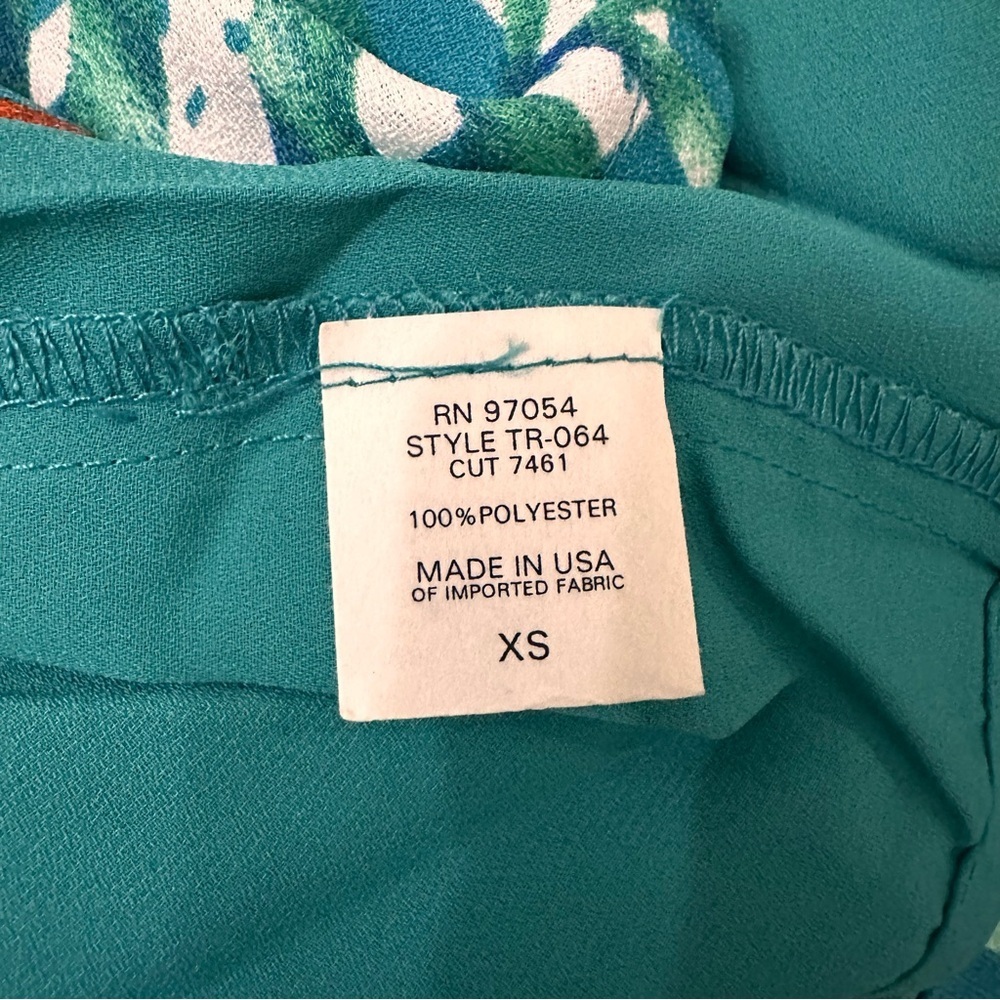 RN 97054
STYLE TR-064
CUT 7461
100%POLYESTER
MADE IN USA
OF IMPORTED FABRIC
XS